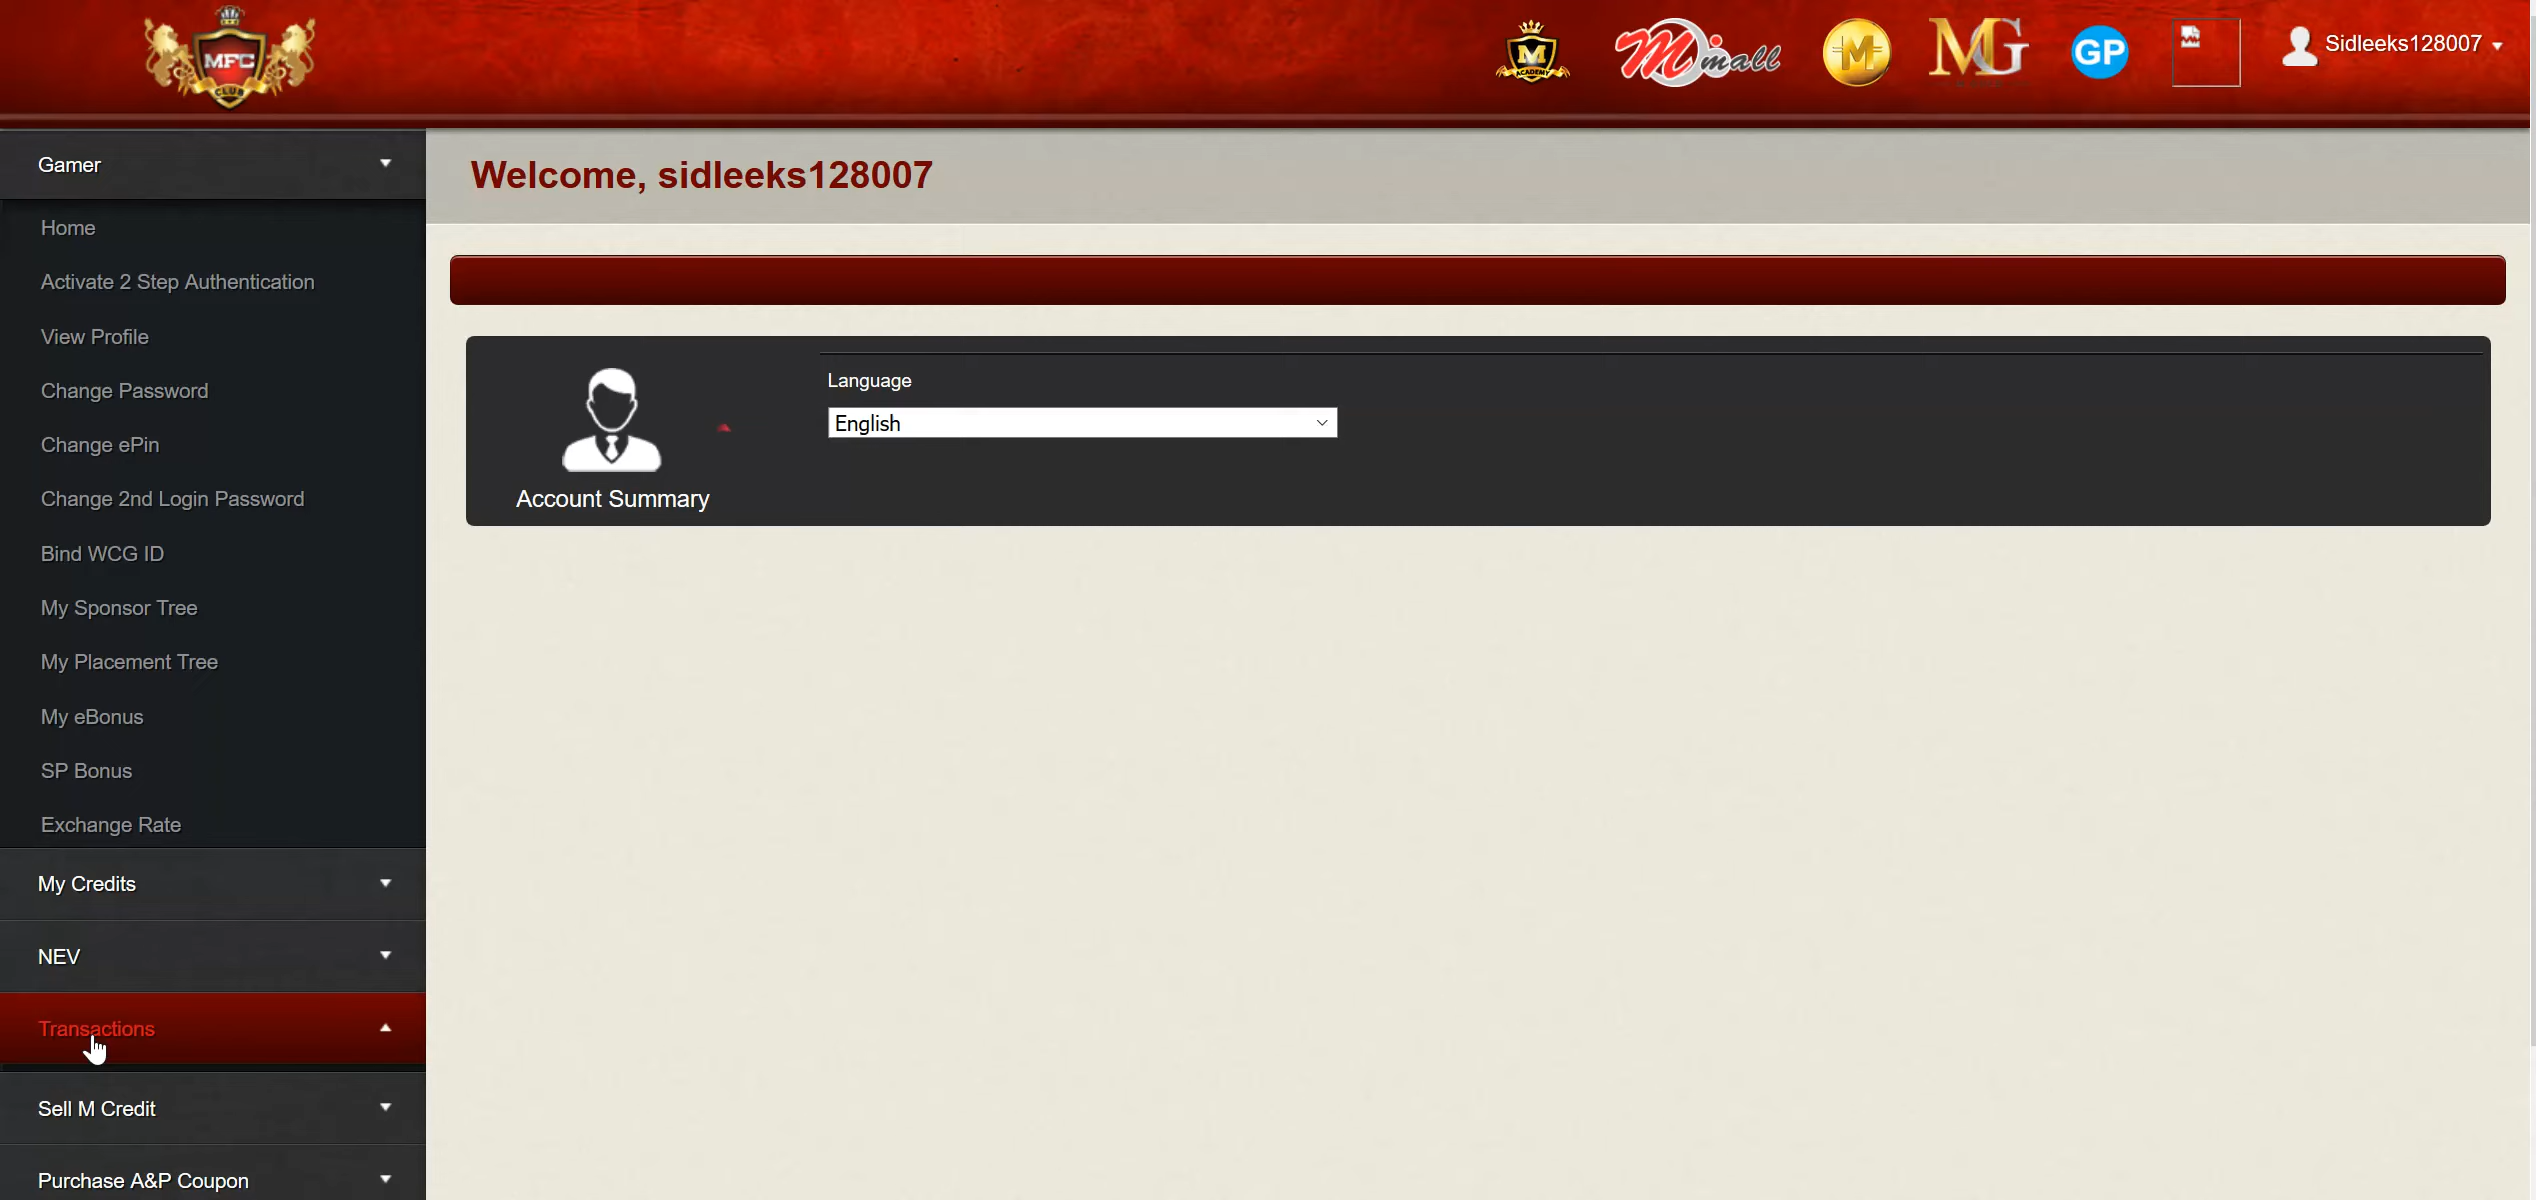 MFC
CLUB
M
ACADEMY
Mmall
M
MG
GP
Sidleeks128007
Gamer
Home
Activate 2 Step Authentication
View Profile
Change Password
Change ePin
Change 2nd Login Password
Bind WCG ID
My Sponsor Tree
My Placement Tree
My eBonus
SP Bonus
Exchange Rate
My Credits
NEV
Transactions
Sell M Credit
Purchase A&P Coupon
Welcome, sidleeks128007
Language
English
Account Summary